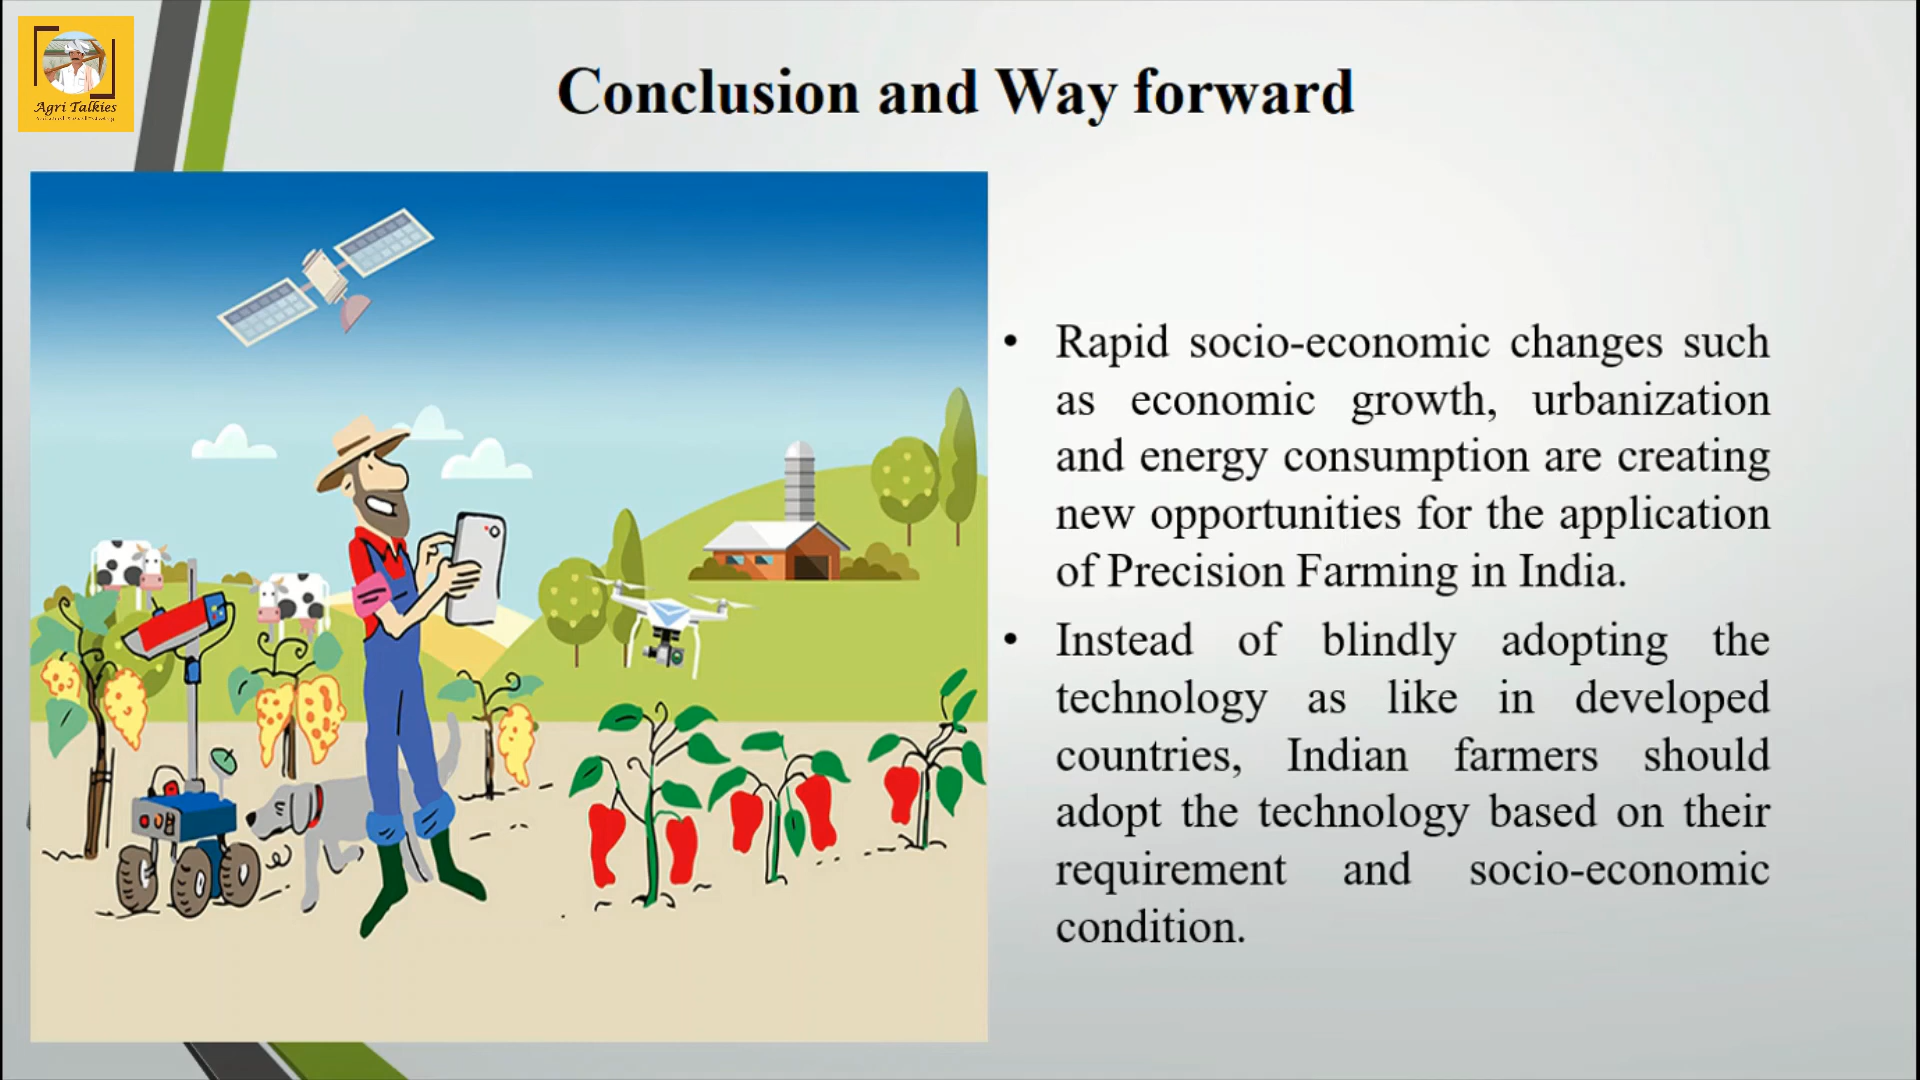 Agri Talkies
Conclusion and Way forward
• Rapid socio-economic changes such
as economic growth, urbanization
and energy consumption are creating
new opportunities for the application
of Precision Farming in India.
• Instead of blindly adopting the
technology as like in developed
countries, Indian farmers should
adopt the technology based on their
requirement and socio-economic
condition.